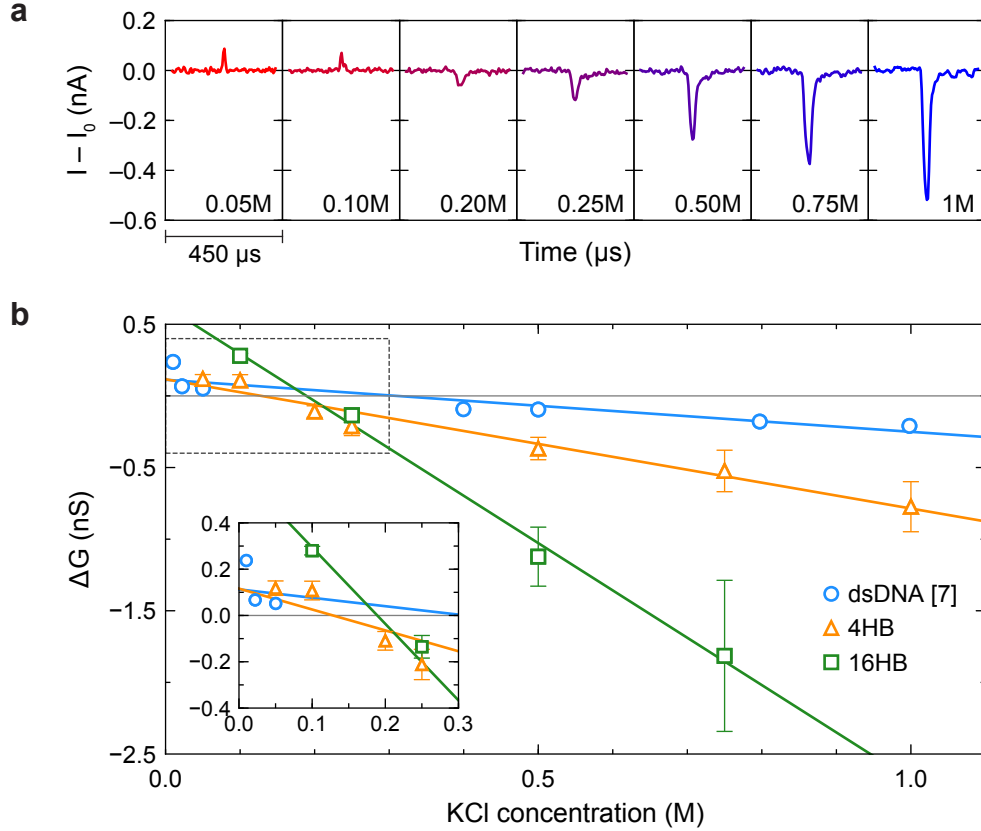 a
0.2
0.0
−0.2
−0.4
−0.6
I − I0 (nA)
0.05M
0.10M
0.20M
0.25M
0.50M
0.75M
1M
450 μs
Time (μs)
b
0.5
−0.5
−1.5
−2.5
ΔG (nS)
0.4
0.2
0.0
−0.2
−0.4
0.0
0.1
0.2
0.3
dsDNA [7]
4HB
16HB
0.0
0.5
1.0
KCl concentration (M)